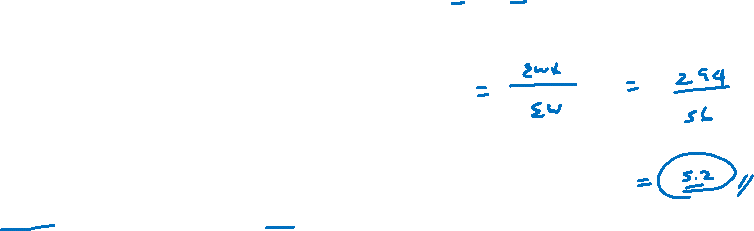 = Σwx / Σw = 294 / 56
= 5.2 //